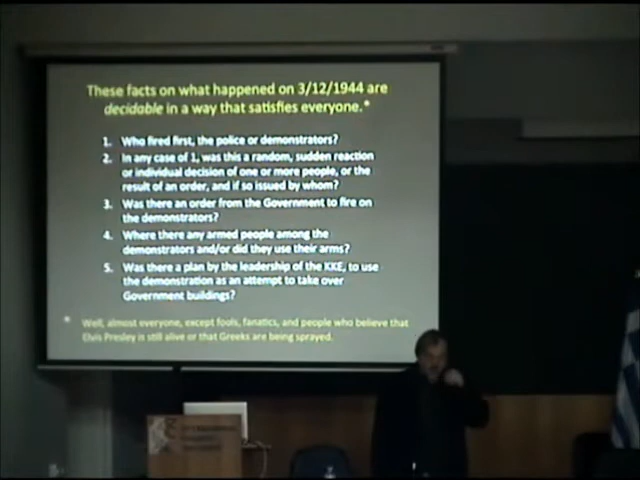 These facts on what happened on 3/12/1944 are
decidable in a way that satisfies everyone.*
1. Who fired first, the police or demonstrators?
2. In any case of 1, was this a random, sudden reaction
or individual decision of one or more people, or the
result of an order, and if so issued by whom?
3. Was there an order from the Government to fire on
the demonstrators?
4. Where there any armed people among the
demonstrators and/or did they use their arms?
5. Was there a plan by the leadership of the KKE, to use
the demonstration as an attempt to take over
Government buildings?
* Well, almost everyone, except fools, fanatics, and people who believe that
Elvis Presley is still alive or that Greeks are being sprayed.